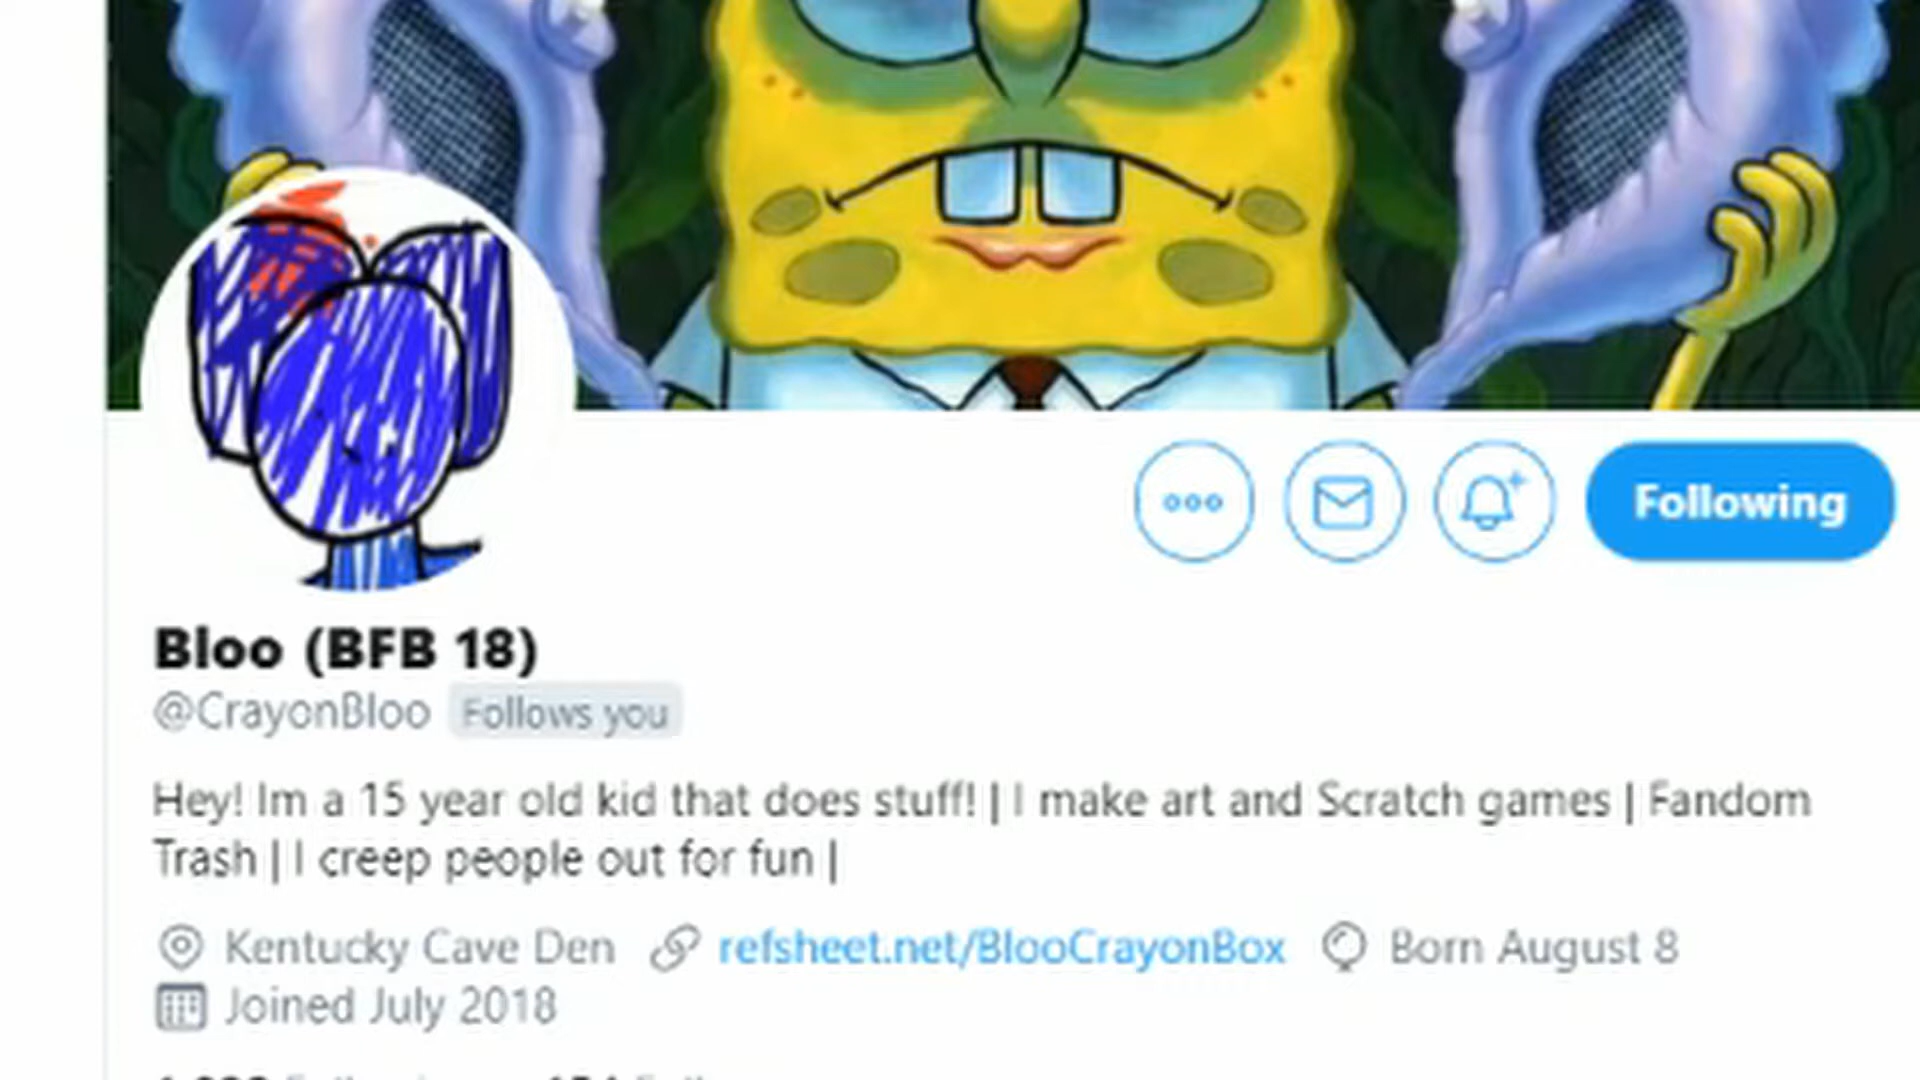 Following
Bloo (BFB 18)
@CrayonBloo Follows you
Hey! Im a 15 year old kid that does stuff! | I make art and Scratch games | Fandom
Trash | I creep people out for fun |
Kentucky Cave Den refsheet.net/BlooCrayonBox Born August 8
Joined July 2018